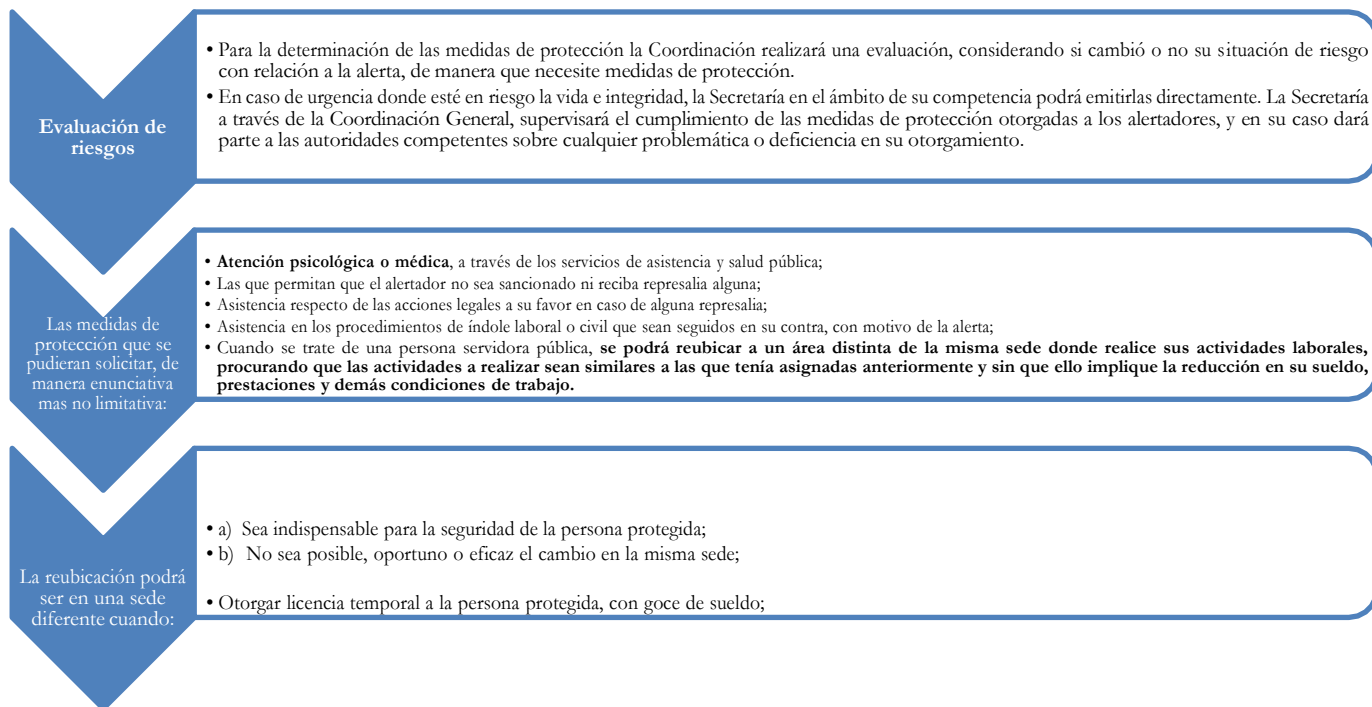 Evaluación de
riesgos
• Para la determinación de las medidas de protección la Coordinación realizará una evaluación, considerando si cambió o no su situación de riesgo
con relación a la alerta, de manera que necesite medidas de protección.
• En caso de urgencia donde esté en riesgo la vida e integridad, la Secretaría en el ámbito de su competencia podrá emitirlas directamente. La Secretaría
a través de la Coordinación General, supervisará el cumplimiento de las medidas de protección otorgadas a los alertadores, y en su caso dará
parte a las autoridades competentes sobre cualquier problemática o deficiencia en su otorgamiento.
Las medidas de
protección que se
pudieran solicitar, de
manera enunciativa
mas no limitativa:
• Atención psicológica o médica, a través de los servicios de asistencia y salud pública;
• Las que permitan que el alertador no sea sancionado ni reciba represalia alguna;
• Asistencia respecto de las acciones legales a su favor en caso de alguna represalia;
• Asistencia en los procedimientos de índole laboral o civil que sean seguidos en su contra, con motivo de la alerta;
• Cuando se trate de una persona servidora pública, se podrá reubicar a un área distinta de la misma sede donde realice sus actividades laborales,
procurando que las actividades a realizar sean similares a las que tenía asignadas anteriormente y sin que ello implique la reducción en su sueldo,
prestaciones y demás condiciones de trabajo.
La reubicación podrá
ser en una sede
diferente cuando:
• a) Sea indispensable para la seguridad de la persona protegida;
• b) No sea posible, oportuno o eficaz el cambio en la misma sede;
• Otorgar licencia temporal a la persona protegida, con goce de sueldo;